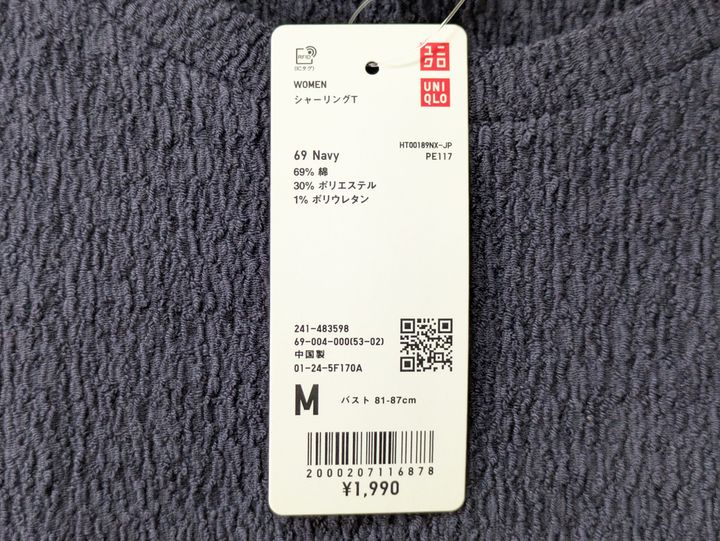 RFID
(ICタグ)
ユニ
クロ
UNI
QLO
WOMEN
シャーリングT
HT00189NX-JP
69 Navy
PE117
69% 綿
30% ポリエステル
1% ポリウレタン
241-483598
69-004-000(53-02)
中国製
01-24-5F170A
M バスト 81-87cm
2000207116878
¥1,990